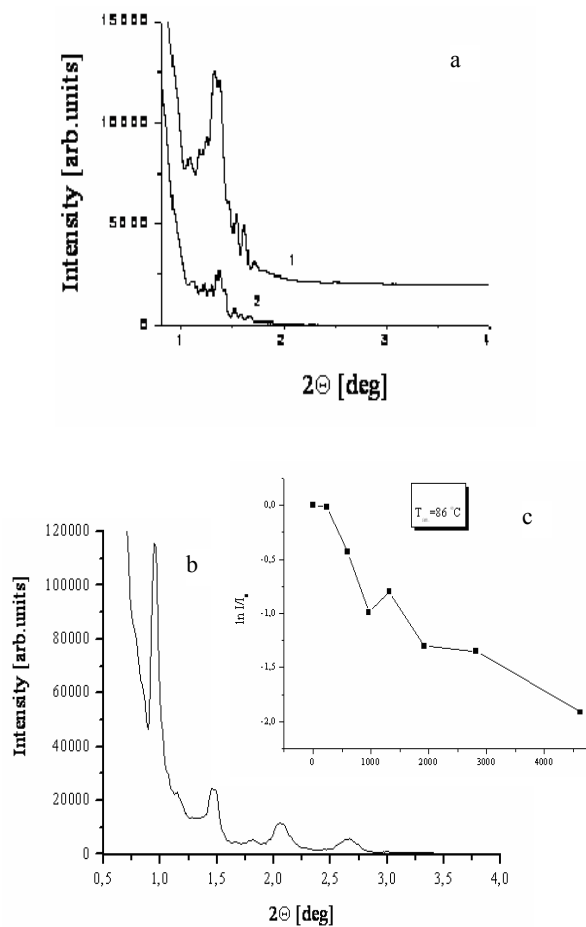 a
15000
10000
5000
0
Intensity [arb.units]
1
2
1 2 3 4
2Θ [deg]
b
120000
100000
80000
60000
40000
20000
0
Intensity [arb.units]
0,5 1,0 1,5 2,0 2,5 3,0 3,5 4,0
2Θ [deg]
c
T =86 °C
0,0
-0,5
-1,0
-1,5
-2,0
ln I/I
0 1000 2000 3000 4000